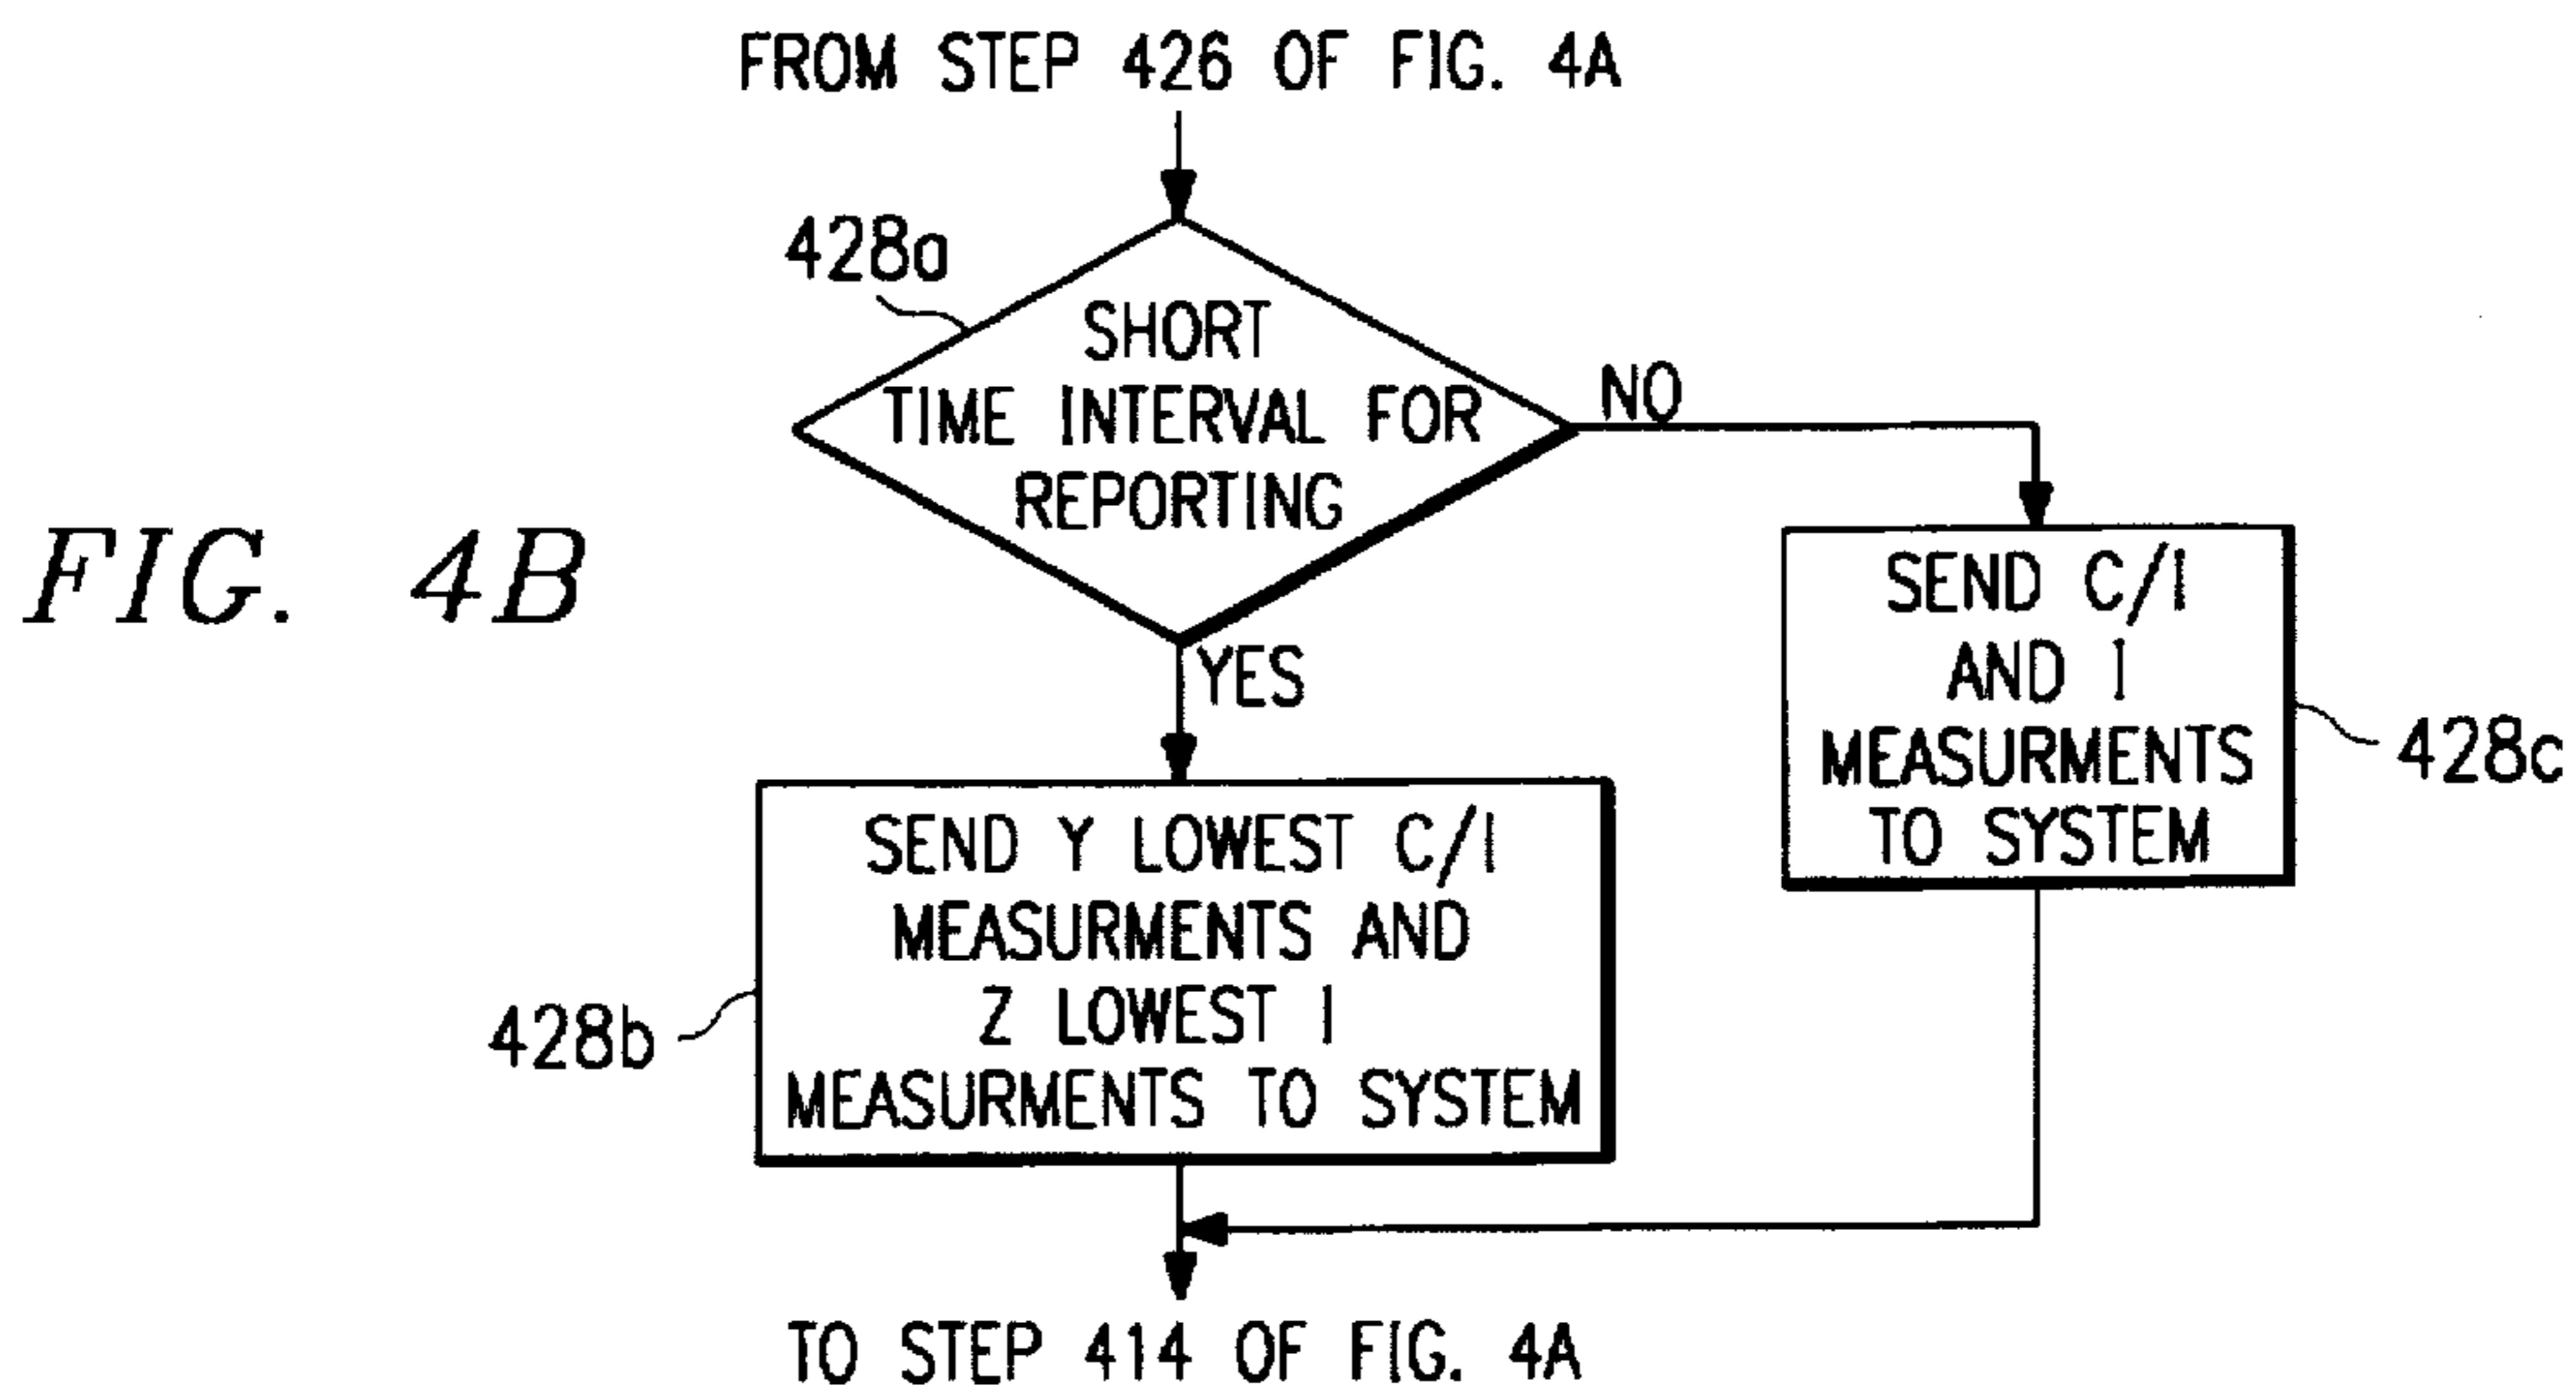 FROM STEP 426 OF FIG. 4A
428a
SHORT
TIME INTERVAL FOR
REPORTING
NO
YES
FIG. 4B
SEND C/I
AND I
MEASURMENTS
TO SYSTEM
428c
SEND Y LOWEST C/I
MEASURMENTS AND
Z LOWEST I
MEASURMENTS TO SYSTEM
428b
TO STEP 414 OF FIG. 4A